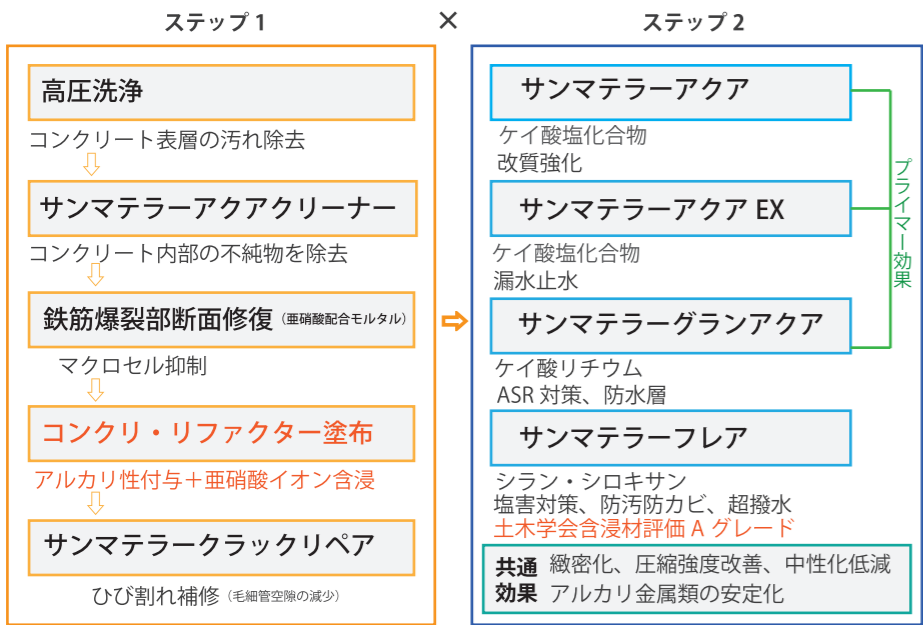 ステップ 1
×
ステップ 2
高圧洗浄
コンクリート表層の汚れ除去
サンマテラーアクアクリーナー
コンクリート内部の不純物を除去
鉄筋爆裂部断面修復（亜硝酸配合モルタル）
マクロセル抑制
コンクリ・リファクター塗布
アルカリ性付与＋亜硝酸イオン含浸
サンマテラークラックリペア
ひび割れ補修（毛細管空隙の減少）
サンマテラーアクア
ケイ酸塩化合物
改質強化
サンマテラーアクア EX
ケイ酸塩化合物
漏水止水
サンマテラーグランアクア
ケイ酸リチウム
ASR 対策、防水層
サンマテラーフレア
シラン・シロキサン
塩害対策、防汚防カビ、超撥水
土木学会含浸材評価 A グレード
プライマー効果
共通 緻密化、圧縮強度改善、中性化低減
効果 アルカリ金属類の安定化